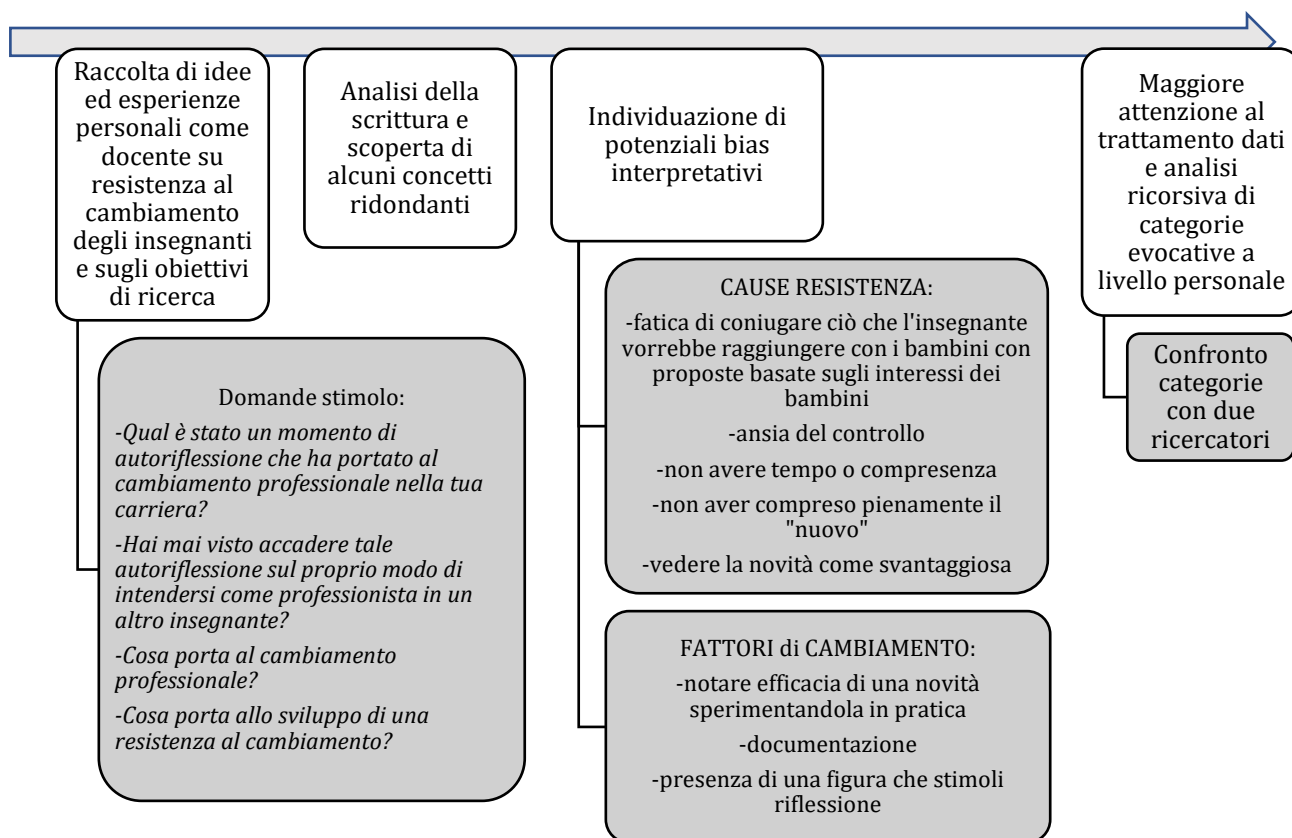 Raccolta di idee
ed esperienze
personali come
docente su
resistenza al
cambiamento
degli insegnanti
e sugli obiettivi
di ricerca
Analisi della
scrittura e
scoperta di
alcuni concetti
ridondanti
Individuazione di
potenziali bias
interpretativi
Maggiore
attenzione al
trattamento dati
e analisi
ricorsiva di
categorie
evocative a
livello personale
Domande stimolo:
-Qual è stato un momento di
autoriflessione che ha portato al
cambiamento professionale nella tua
carriera?
-Hai mai visto accadere tale
autoriflessione sul proprio modo di
intendersi come professionista in un
altro insegnante?
-Cosa porta al cambiamento
professionale?
-Cosa porta allo sviluppo di una
resistenza al cambiamento?
CAUSE RESISTENZA:
-fatica di coniugare ciò che l'insegnante
vorrebbe raggiungere con i bambini con
proposte basate sugli interessi dei
bambini
-ansia del controllo
-non avere tempo o compresenza
-non aver compreso pienamente il
"nuovo"
-vedere la novità come svantaggiosa
FATTORI di CAMBIAMENTO:
-notare efficacia di una novità
sperimentandola in pratica
-documentazione
-presenza di una figura che stimoli
riflessione
Confronto
categorie
con due
ricercatori